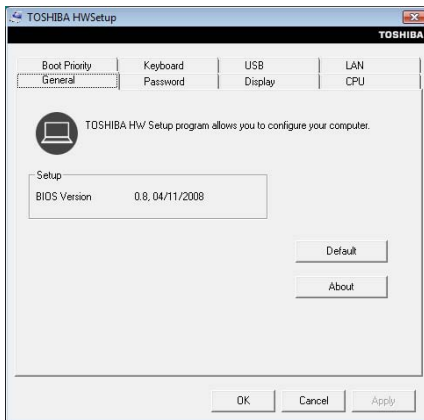 TOSHIBA HWSetup
TOSHIBA
Boot Priority Keyboard USB LAN
General Password Display CPU
TOSHIBA HW Setup program allows you to configure your computer.
Setup
BIOS Version 0.8, 04/11/2008
Default
About
OK Cancel Apply